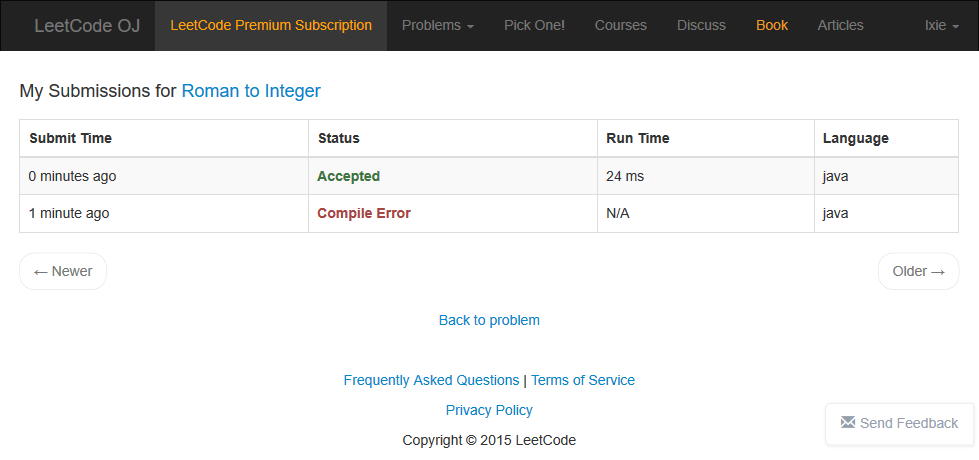 LeetCode OJ LeetCode Premium Subscription Problems Pick One! Courses Discuss Book Articles lxie
My Submissions for Roman to Integer
Submit Time Status Run Time Language
0 minutes ago Accepted 24 ms java
1 minute ago Compile Error N/A java
← Newer Older →
Back to problem
Frequently Asked Questions | Terms of Service
Privacy Policy
Send Feedback
Copyright © 2015 LeetCode